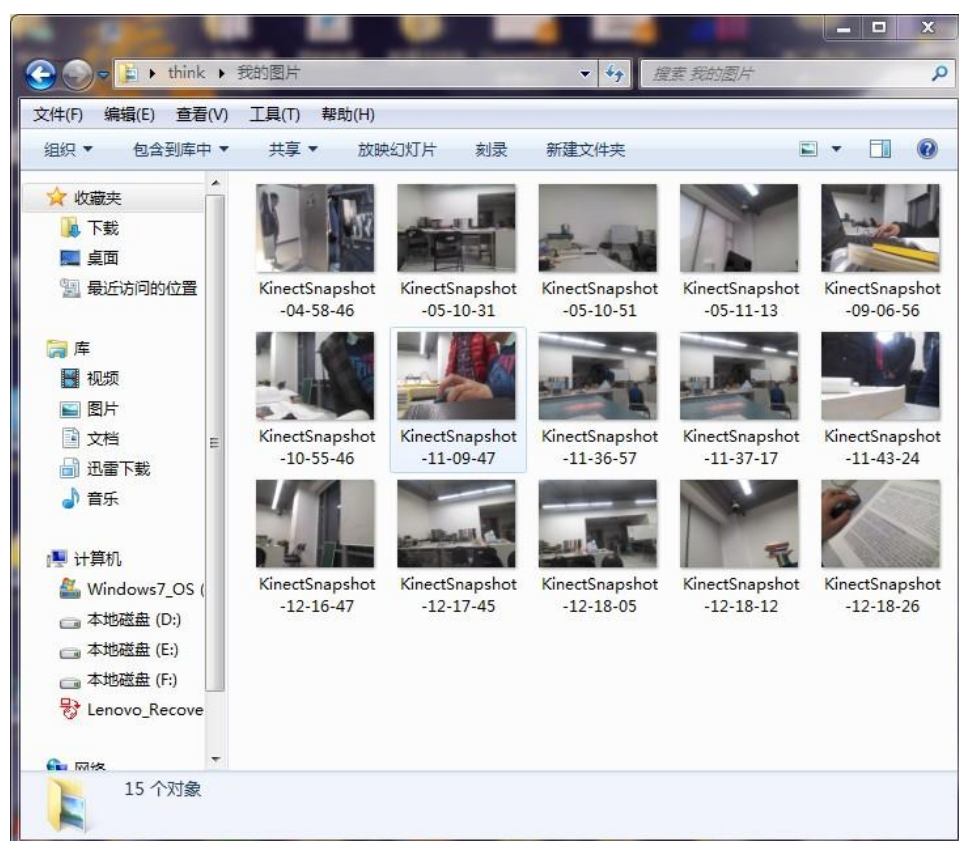 think ▸ 我的图片
搜索 我的图片
文件(F) 编辑(E) 查看(V) 工具(T) 帮助(H)
组织 包含到库中 共享 放映幻灯片 刻录 新建文件夹
收藏夹
下载
桌面
最近访问的位置
库
视频
图片
文档
迅雷下载
音乐
计算机
Windows7_OS (
本地磁盘 (D:)
本地磁盘 (E:)
本地磁盘 (F:)
Lenovo_Recove
网络
KinectSnapshot
-04-58-46
KinectSnapshot
-05-10-31
KinectSnapshot
-05-10-51
KinectSnapshot
-05-11-13
KinectSnapshot
-09-06-56
KinectSnapshot
-10-55-46
KinectSnapshot
-11-09-47
KinectSnapshot
-11-36-57
KinectSnapshot
-11-37-17
KinectSnapshot
-11-43-24
KinectSnapshot
-12-16-47
KinectSnapshot
-12-17-45
KinectSnapshot
-12-18-05
KinectSnapshot
-12-18-12
KinectSnapshot
-12-18-26
15 个对象